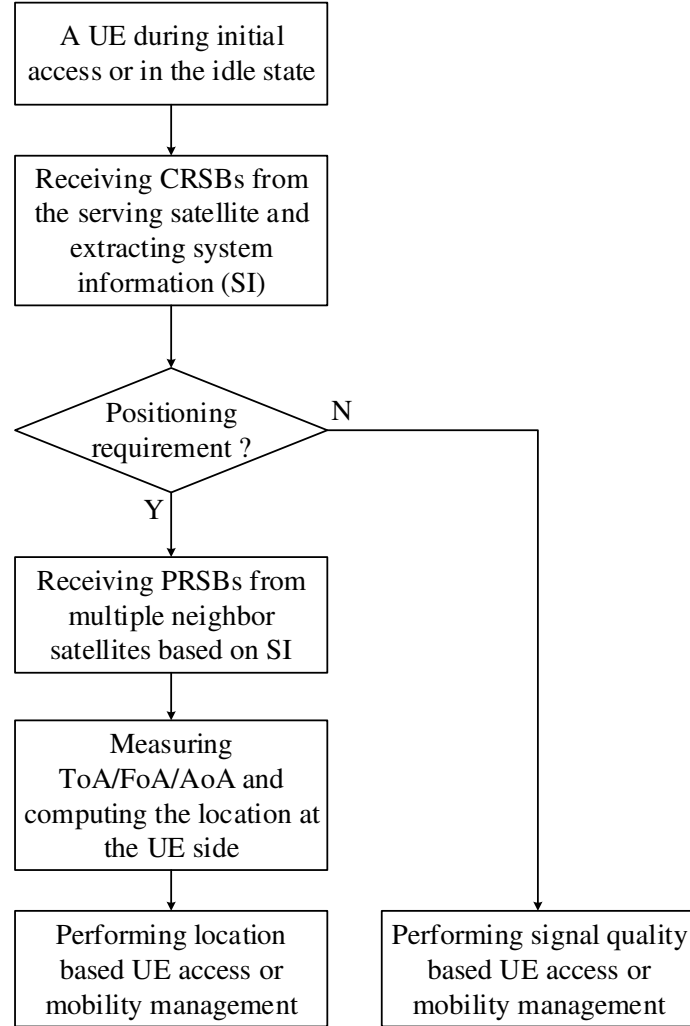 A UE during initial
access or in the idle state
Receiving CRSBs from
the serving satellite and
extracting system
information (SI)
Positioning
requirement ?
N
Y
Receiving PRSBs from
multiple neighbor
satellites based on SI
Measuring
ToA/FoA/AoA and
computing the location at
the UE side
Performing location
based UE access or
mobility management
Performing signal quality
based UE access or
mobility management